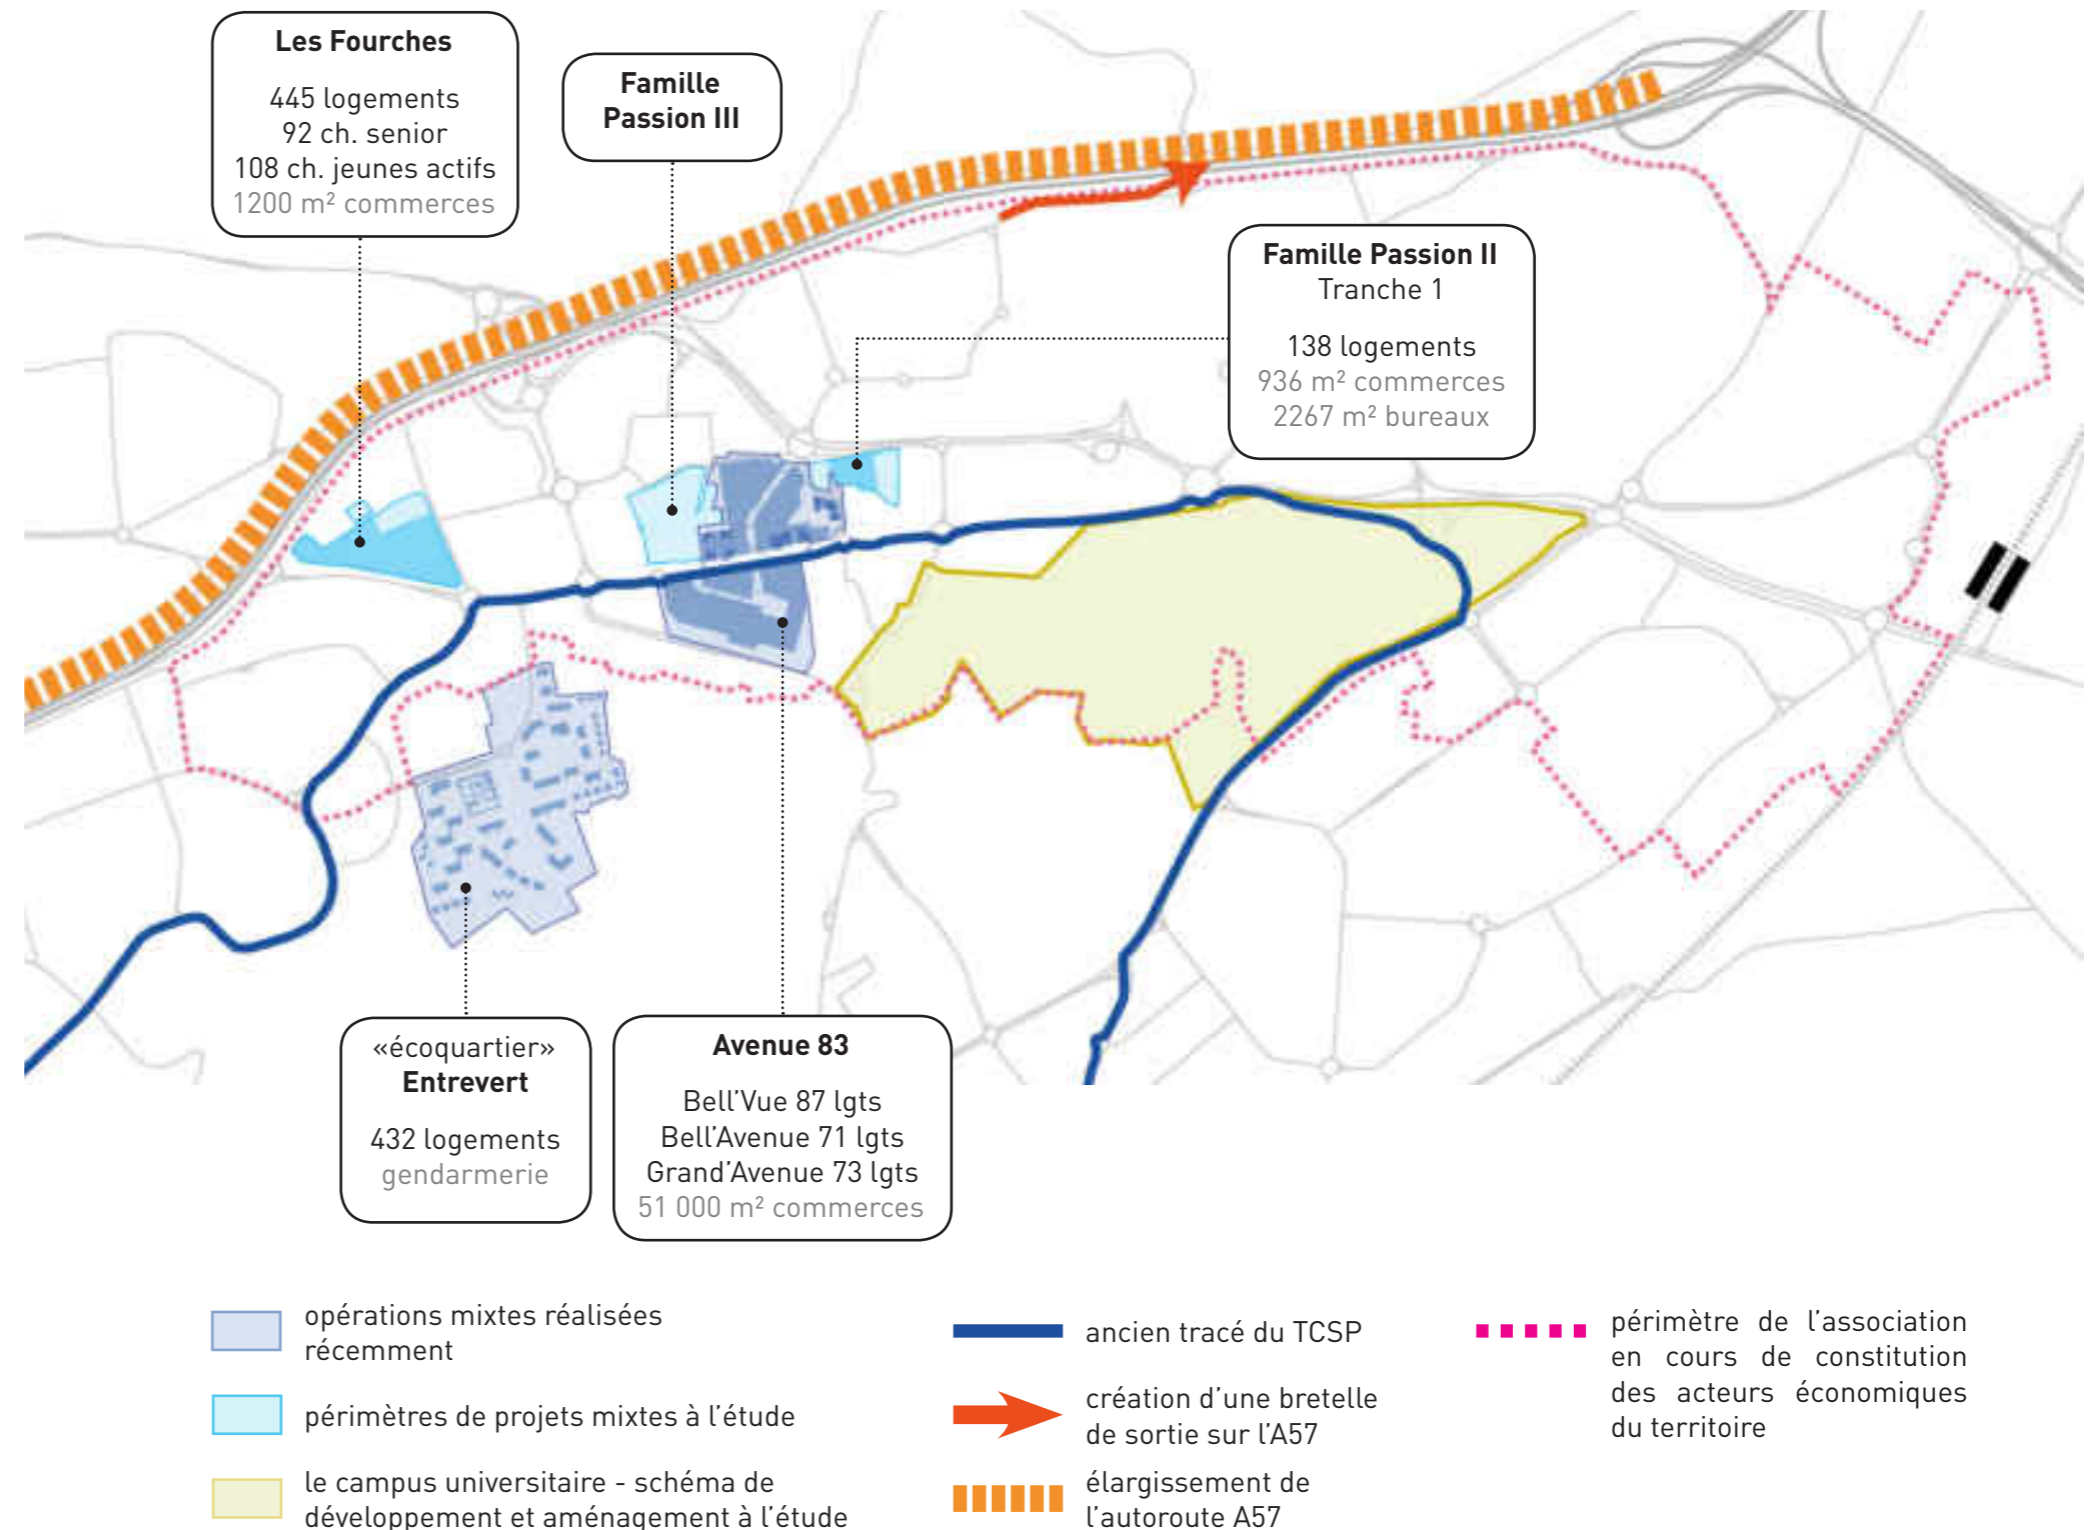 Les Fourches
445 logements
92 ch. senior
108 ch. jeunes actifs
1200 m² commerces
Famille
Passion III
Famille Passion II
Tranche 1
138 logements
936 m² commerces
2267 m² bureaux
«écoquartier»
Entrevert
432 logements
gendarmerie
Avenue 83
Bell'Vue 87 lgts
Bell'Avenue 71 lgts
Grand'Avenue 73 lgts
51 000 m² commerces
opérations mixtes réalisées
récemment
périmètres de projets mixtes à l'étude
le campus universitaire - schéma de
développement et aménagement à l'étude
ancien tracé du TCSP
création d'une bretelle
de sortie sur l'A57
élargissement de
l'autoroute A57
périmètre de l'association
en cours de constitution
des acteurs économiques
du territoire